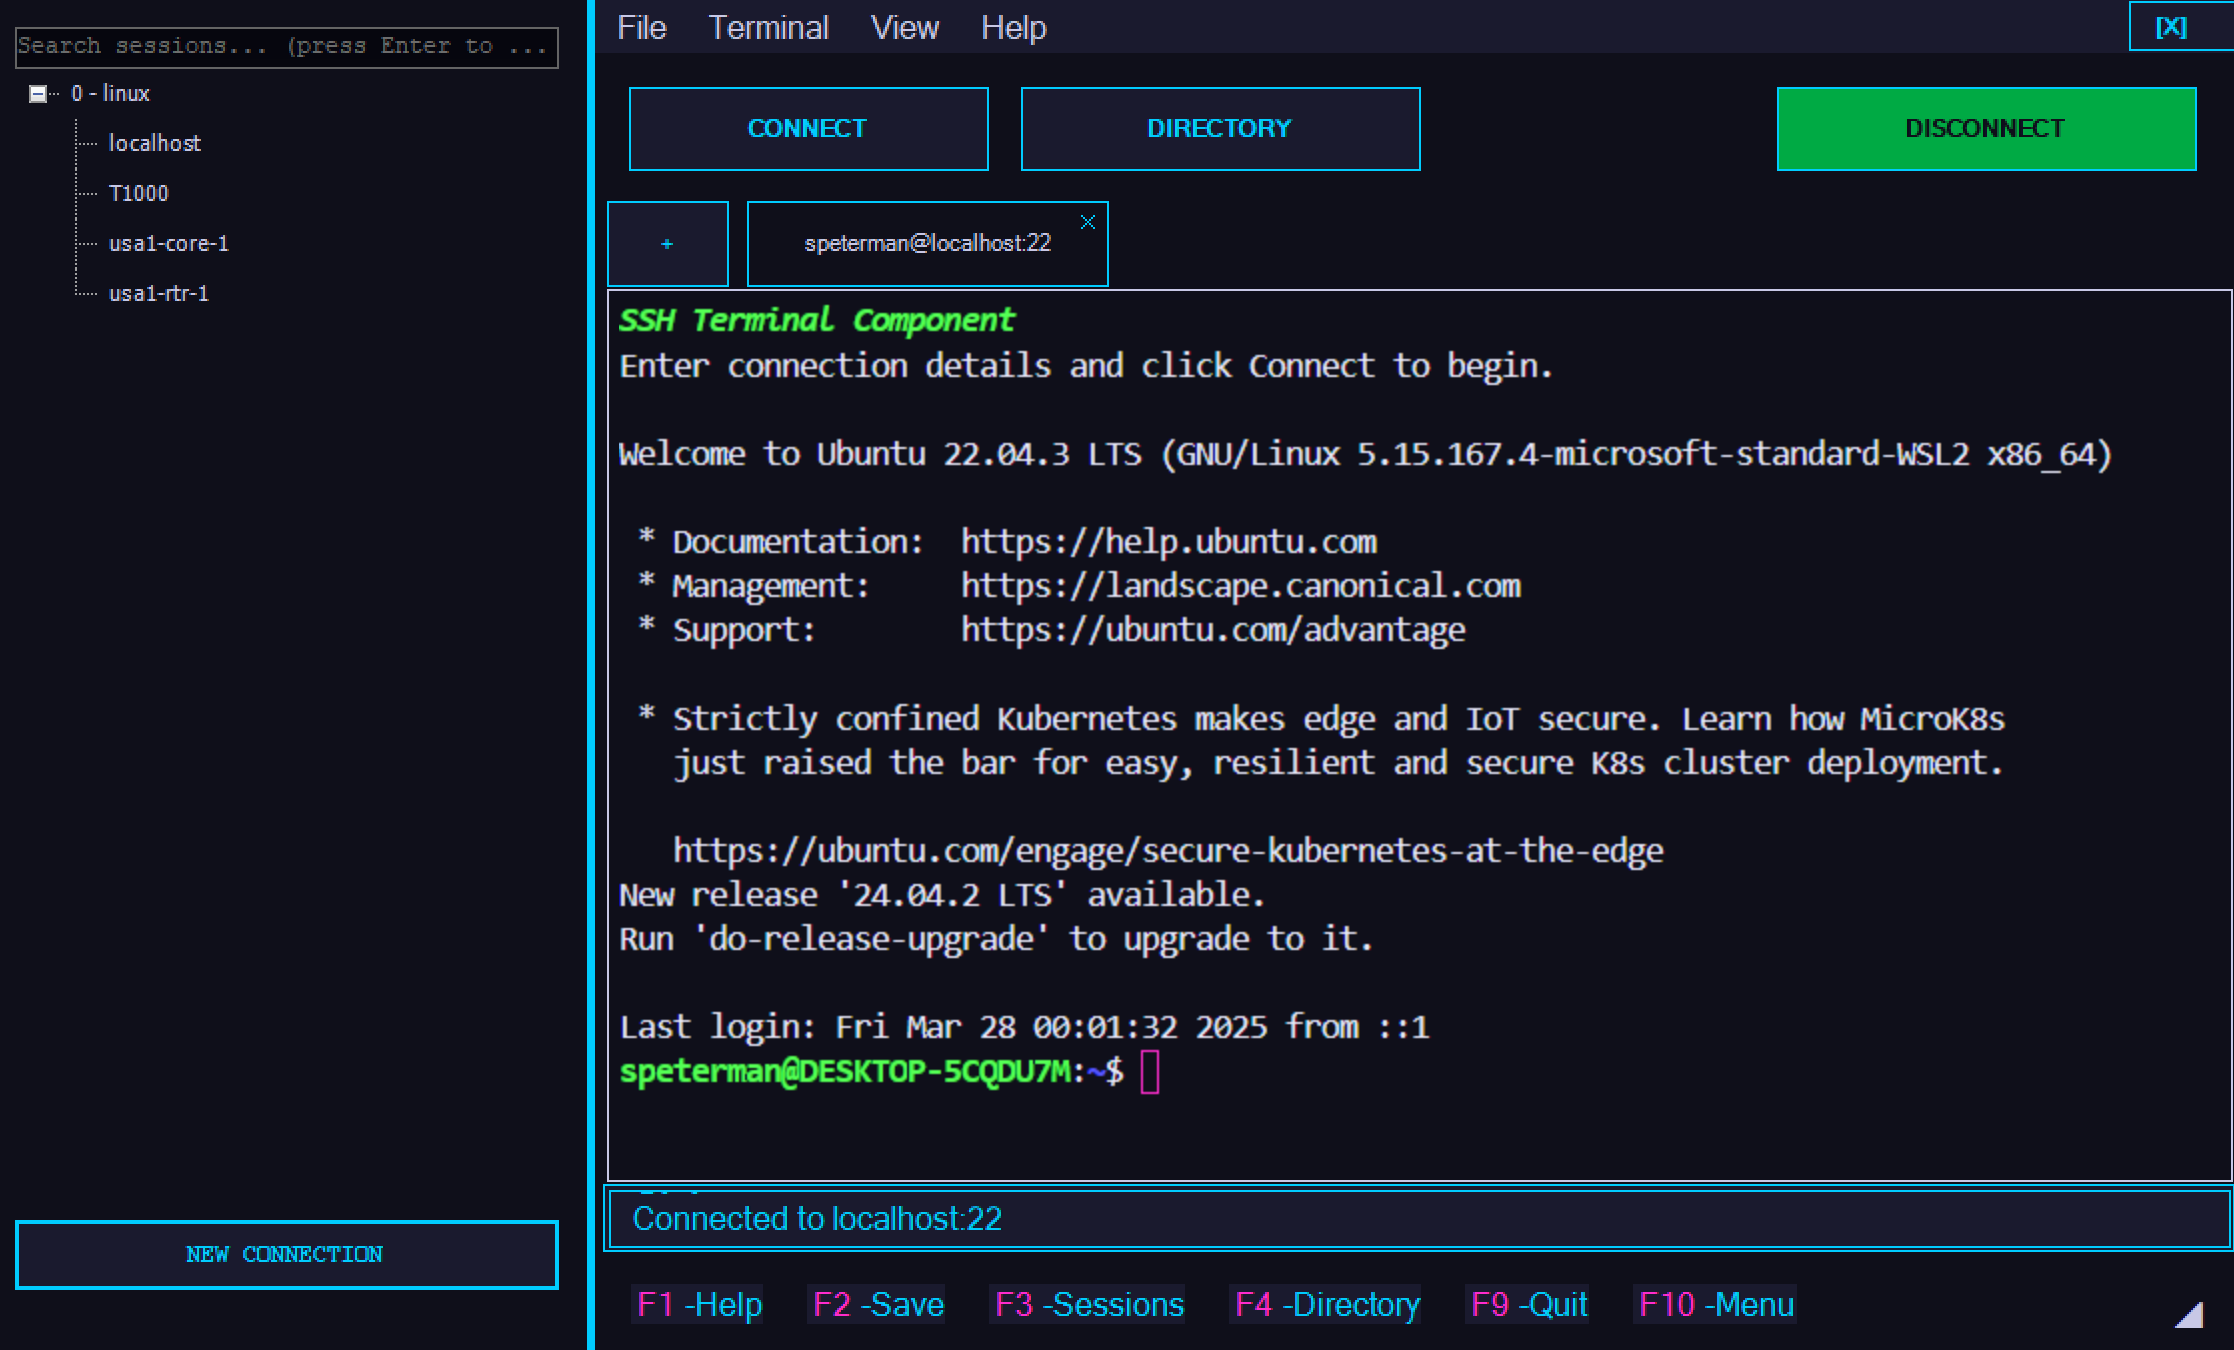 Search sessions... (press Enter to ...
0 - linux
localhost
T1000
usa1-core-1
usa1-rtr-1
NEW CONNECTION
File Terminal View Help [X]
CONNECT DIRECTORY DISCONNECT
+ speterman@localhost:22
SSH Terminal Component
Enter connection details and click Connect to begin.
Welcome to Ubuntu 22.04.3 LTS (GNU/Linux 5.15.167.4-microsoft-standard-WSL2 x86_64)
* Documentation: https://help.ubuntu.com
* Management: https://landscape.canonical.com
* Support: https://ubuntu.com/advantage
* Strictly confined Kubernetes makes edge and IoT secure. Learn how MicroK8s
just raised the bar for easy, resilient and secure K8s cluster deployment.
https://ubuntu.com/engage/secure-kubernetes-at-the-edge
New release '24.04.2 LTS' available.
Run 'do-release-upgrade' to upgrade to it.
Last login: Fri Mar 28 00:01:32 2025 from ::1
speterman@DESKTOP-5CQDU7M:~$
Connected to localhost:22
F1 -Help F2 -Save F3 -Sessions F4 -Directory F9 -Quit F10 -Menu